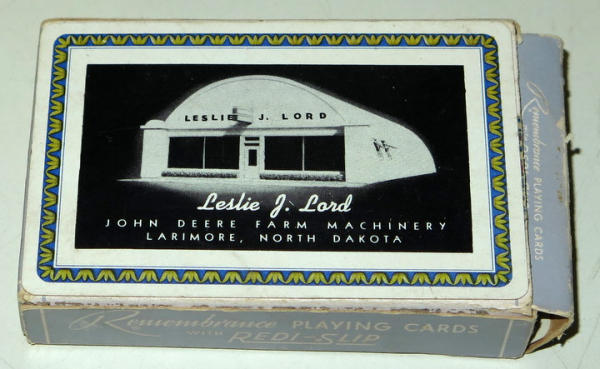 LESLIE J. LORD
Leslie J. Lord
JOHN DEERE FARM MACHINERY
LARIMORE, NORTH DAKOTA
Remembrance PLAYING CARDS
WITH REDI-SLIP
Remembrance PLAYING CARDS